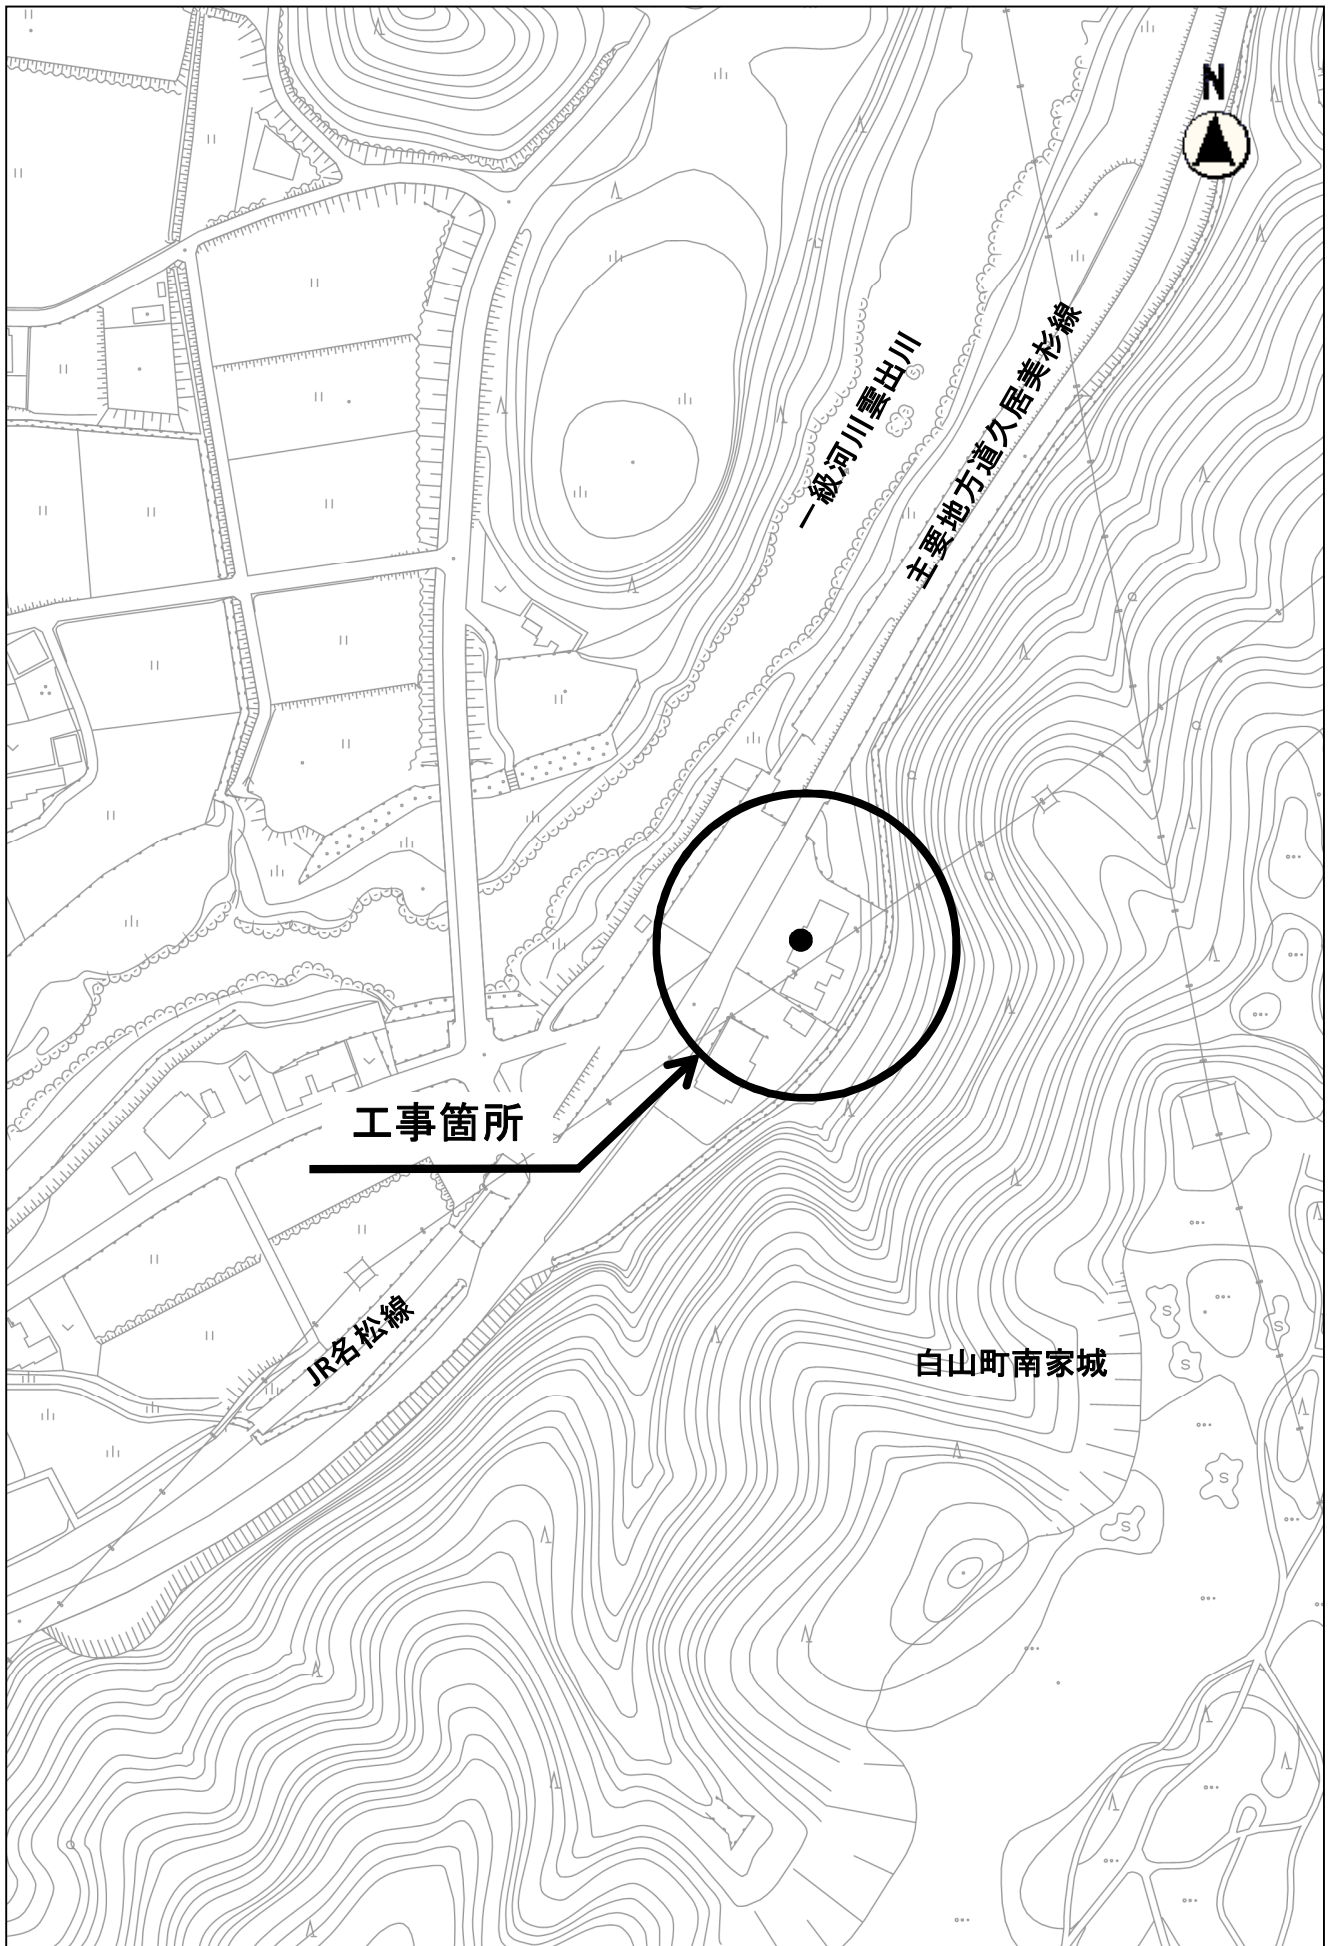 N
一級河川雲出川
主要地方道久居美杉線
工事箇所
JR名松線
白山町南家城